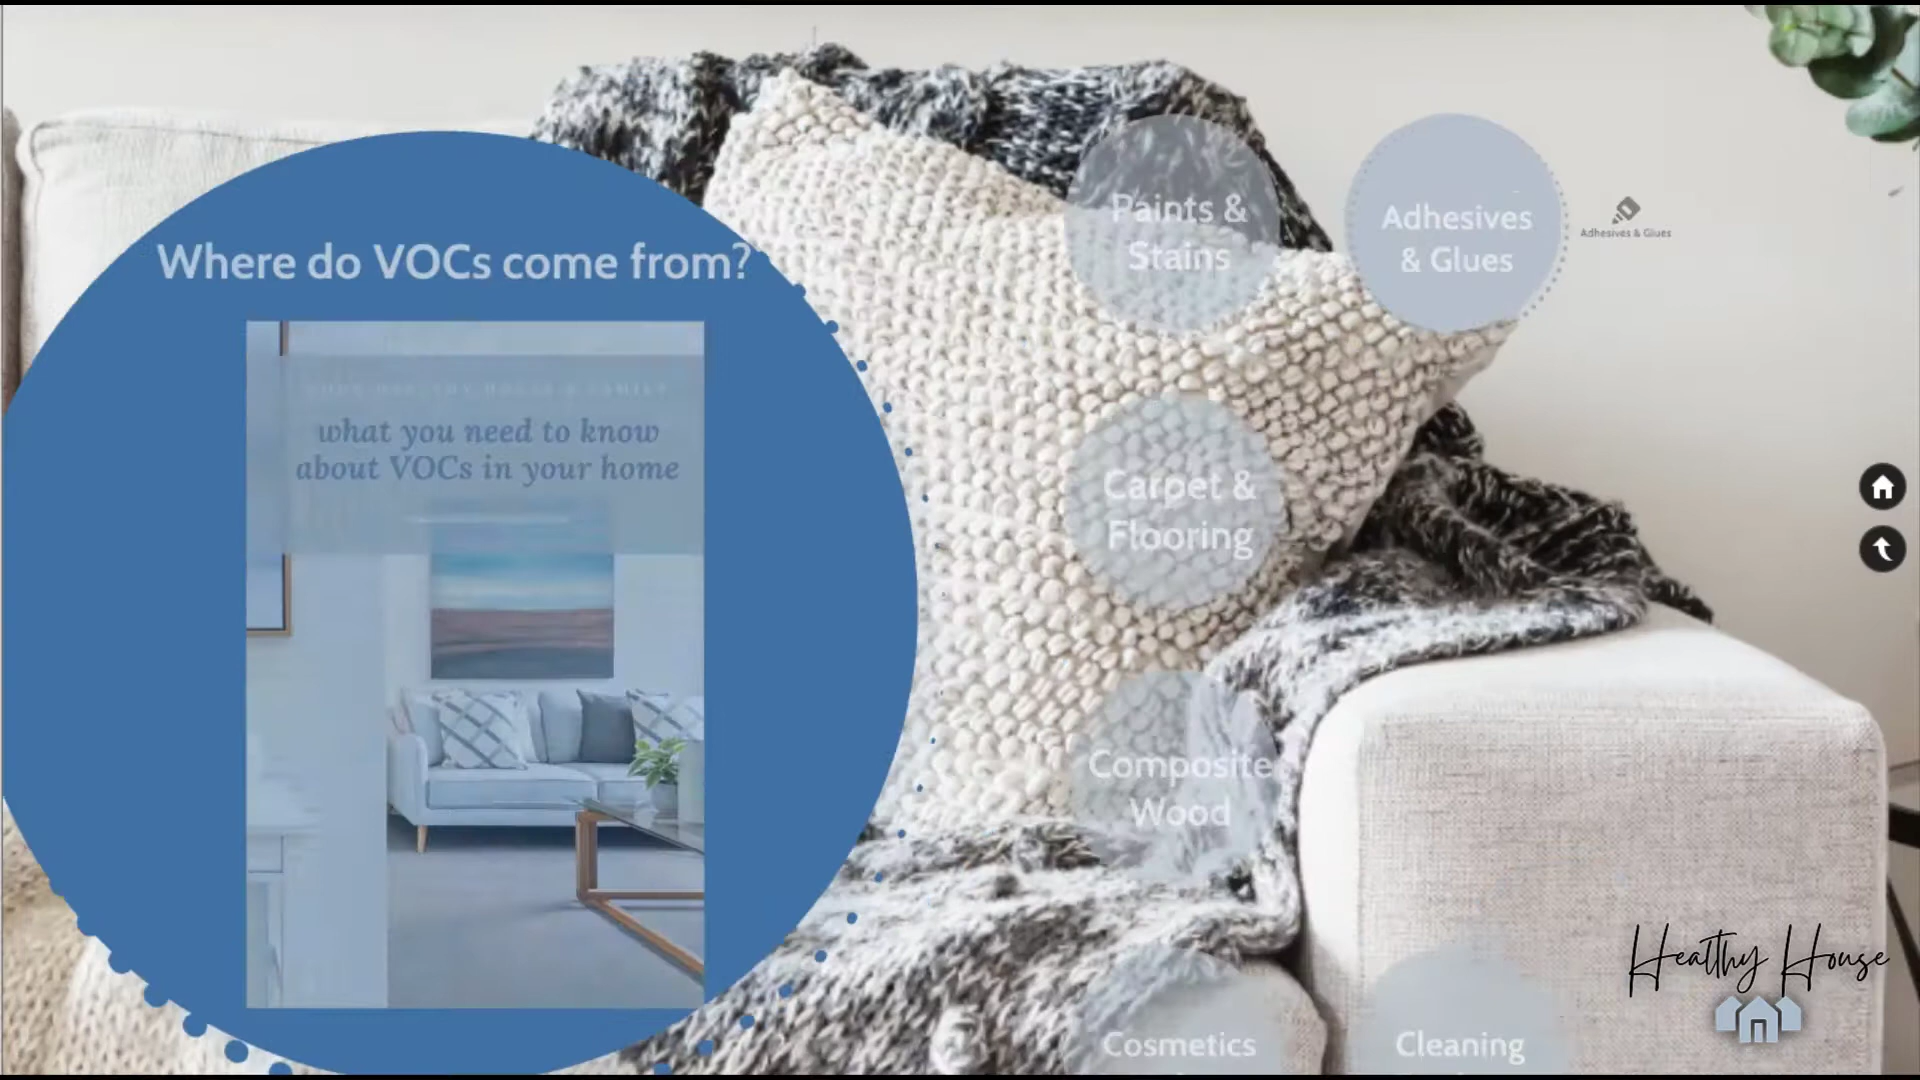 Where do VOCs come from?
what you need to know
about VOCs in your home
Paints &
Stains
Adhesives
& Glues
Adhesives & Glues
Carpet &
Flooring
Composite
Wood
Cosmetics
Cleaning
Healthy House